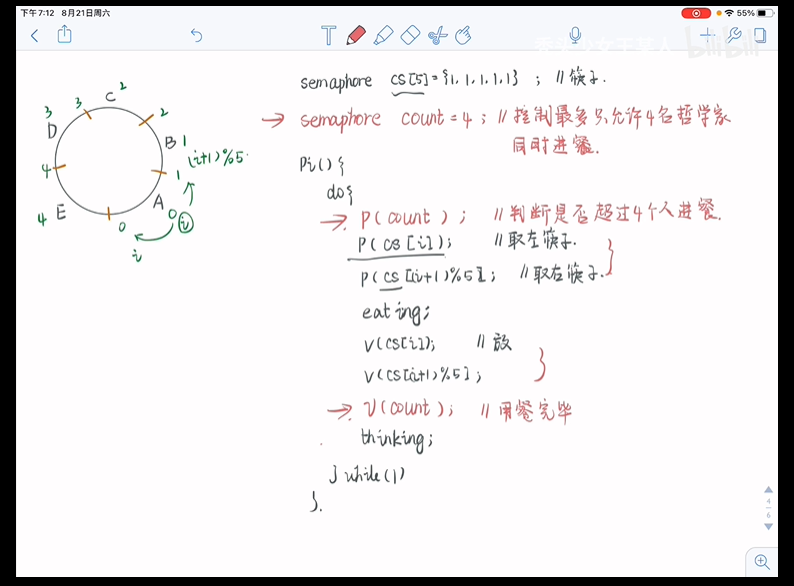 下午7:12 8月21日周六
55%
T
bilibili
semaphore cs[5]={1,1,1,1,1} ; //筷子.
→ semaphore count=4 ; //控制最多只允许4名哲学家
同时进餐.
Pi(){
do{
→ P(count) ; //判断是否超过4个人进餐.
P(cs[i]); //取左筷子.
P(cs[(i+1)%5]; //取右筷子.
eating;
V(cs[i]); //放
V(cs[(i+1)%5];
→ V(count); //用餐完毕
thinking;
}while(1)
}.
C 2
3
2
3
D
B 1
(i+1)%5
4
1
A
0
i
4 E
0
i
4
6